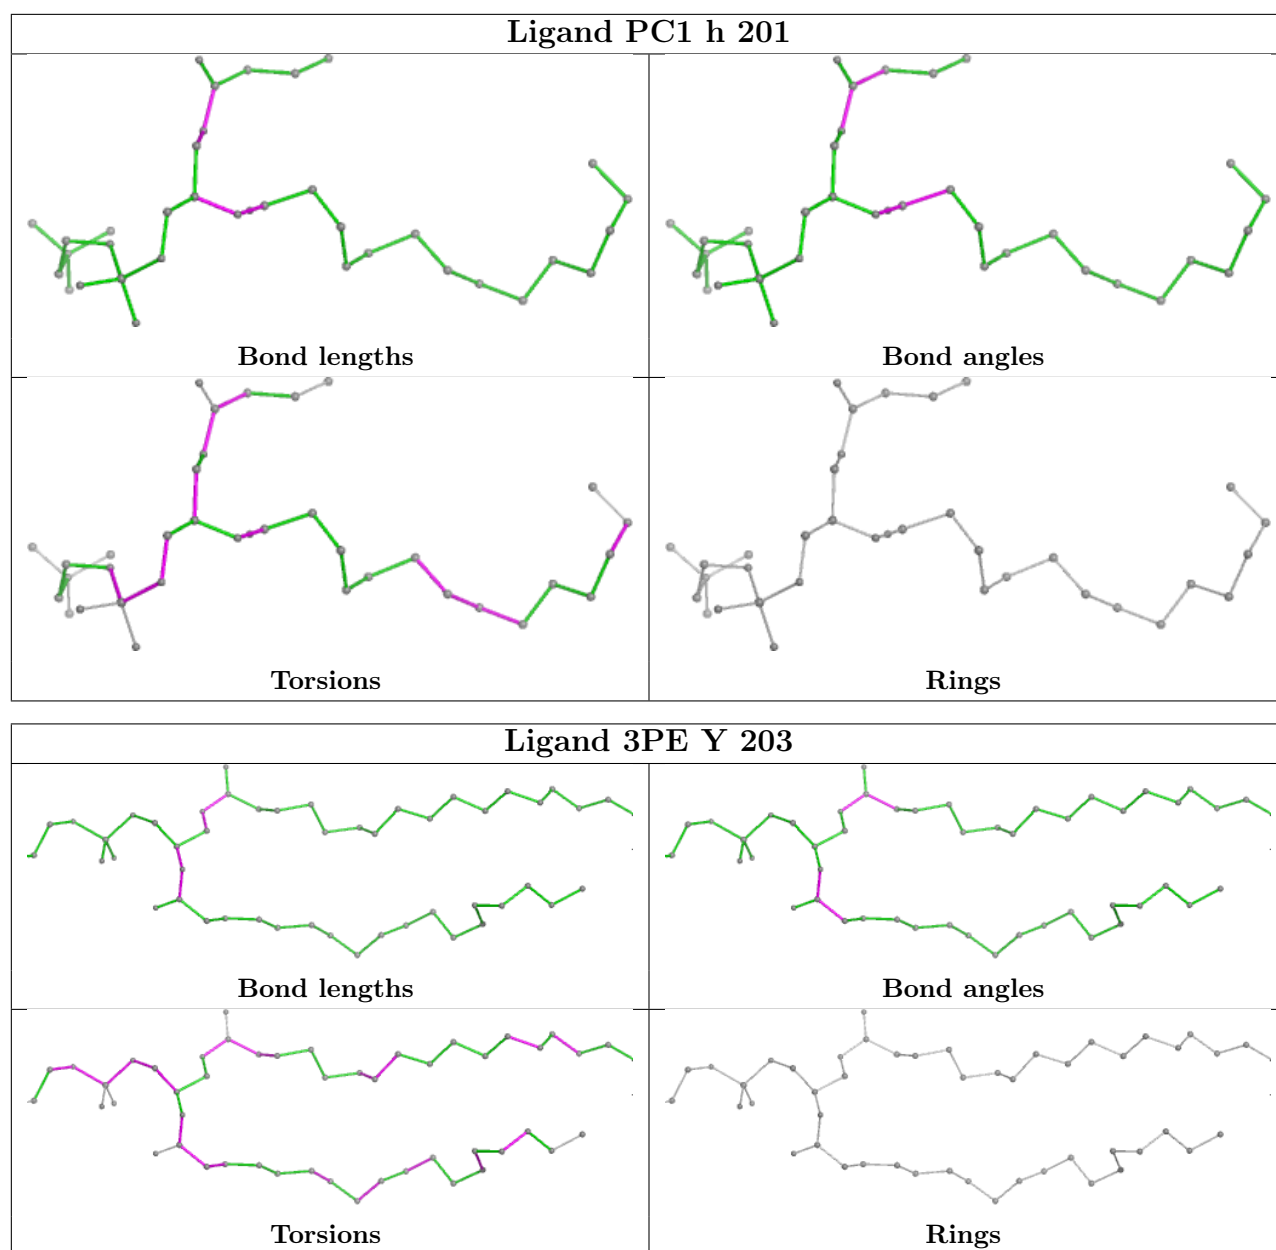 Ligand PC1 h 201
Bond lengths
Bond angles
Torsions
Rings
Ligand 3PE Y 203
Bond lengths
Bond angles
Torsions
Rings